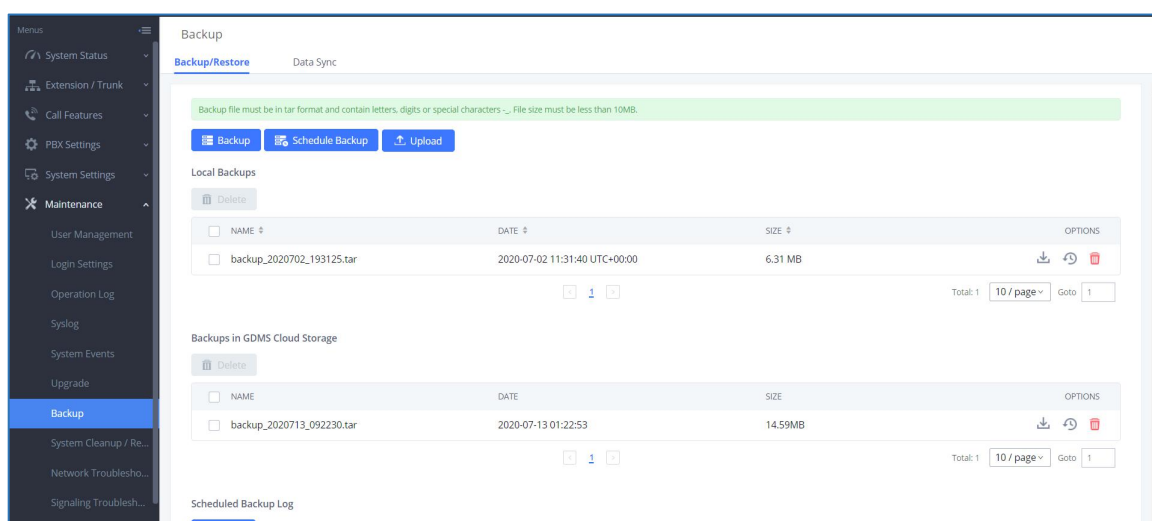 Menus
System Status
Extension / Trunk
Call Features
PBX Settings
System Settings
Maintenance
User Management
Login Settings
Operation Log
Syslog
System Events
Upgrade
Backup
System Cleanup / Re...
Network Troublesho...
Signaling Troublesh...
Backup
Backup/Restore Data Sync
Backup file must be in tar format and contain letters, digits or special characters -_. File size must be less than 10MB.
Backup Schedule Backup Upload
Local Backups
Delete
NAME DATE SIZE OPTIONS
backup_2020702_193125.tar 2020-07-02 11:31:40 UTC+00:00 6.31 MB
1 Total: 1 10 / page Goto 1
Backups in GDMS Cloud Storage
Delete
NAME DATE SIZE OPTIONS
backup_2020713_092230.tar 2020-07-13 01:22:53 14.59MB
1 Total: 1 10 / page Goto 1
Scheduled Backup Log